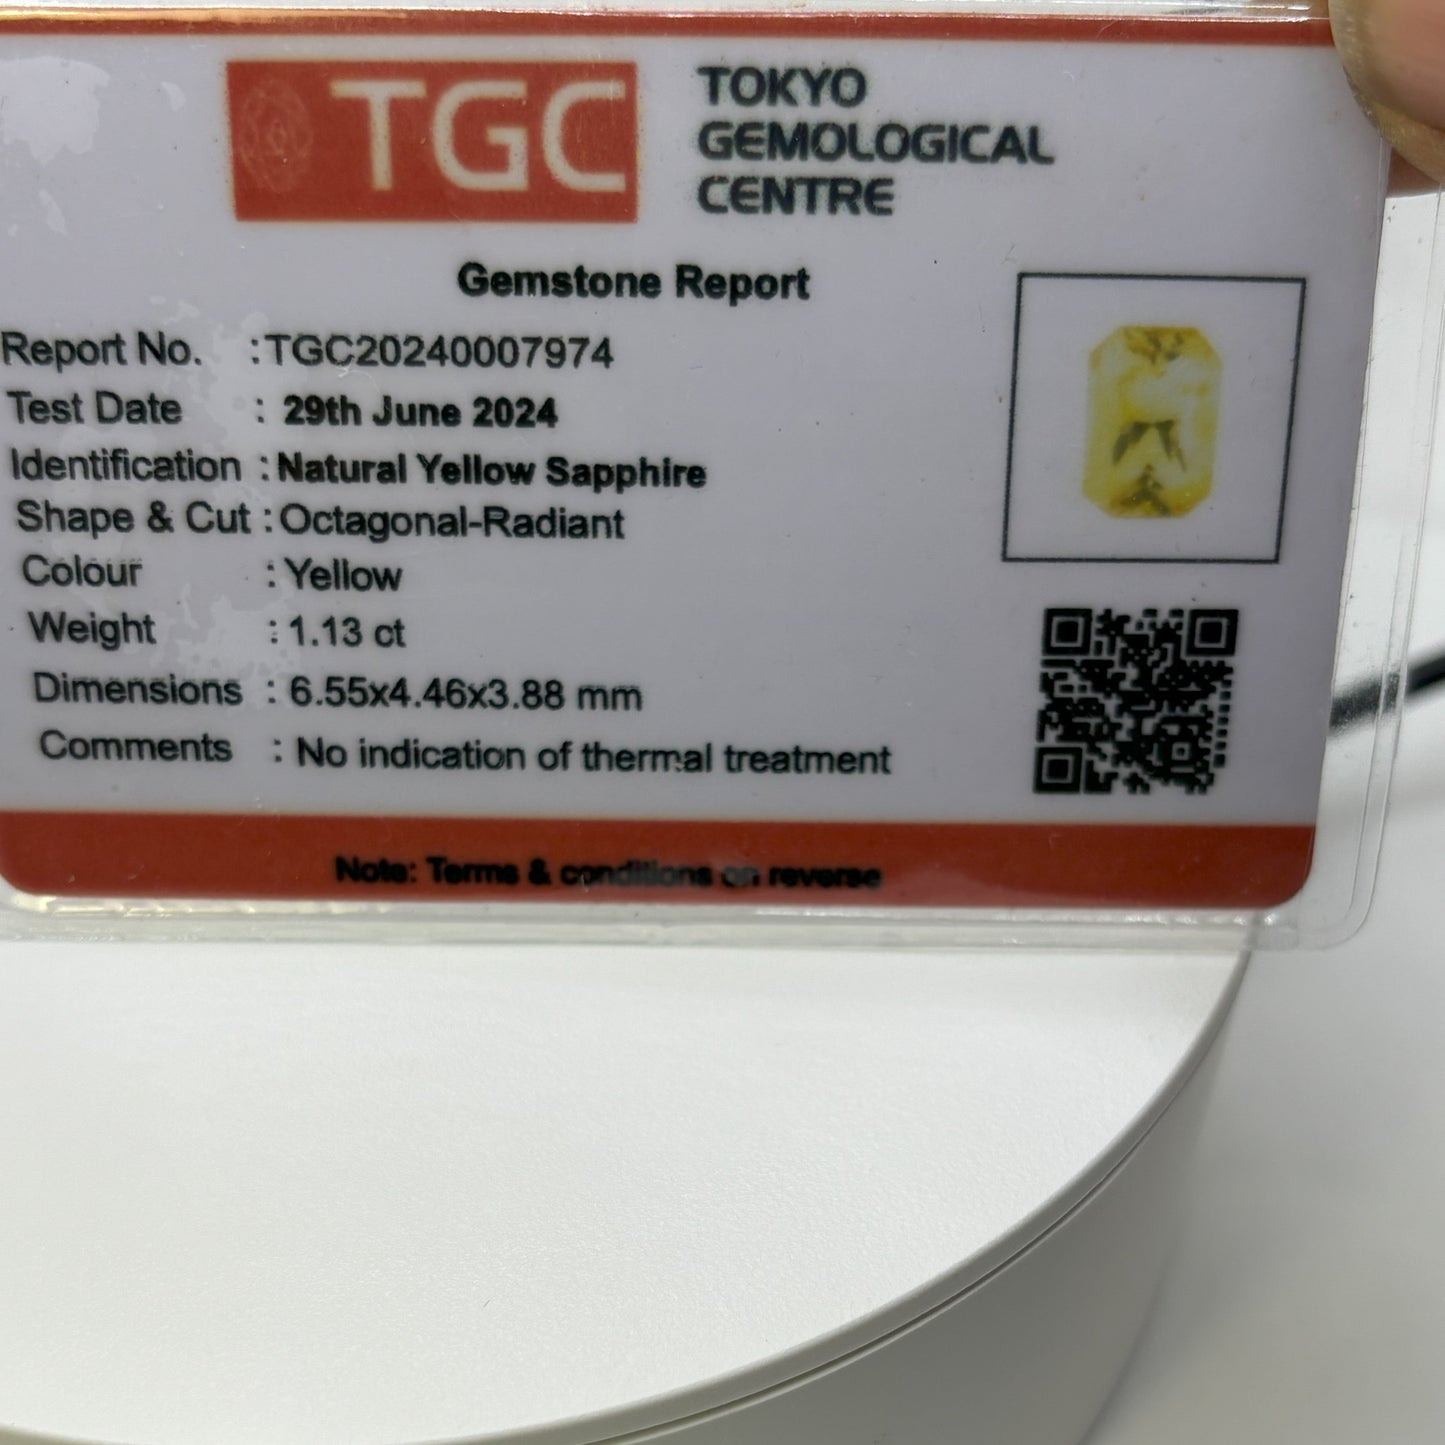 TGC
TOKYO
GEMOLOGICAL
CENTRE
Gemstone Report
Report No. :TGC20240007974
Test Date : 29th June 2024
Identification :Natural Yellow Sapphire
Shape & Cut :Octagonal-Radiant
Colour : Yellow
Weight : 1.13 ct
Dimensions : 6.55x4.46x3.88 mm
Comments : No indication of thermal treatment
Note: Terms & conditions on reverse